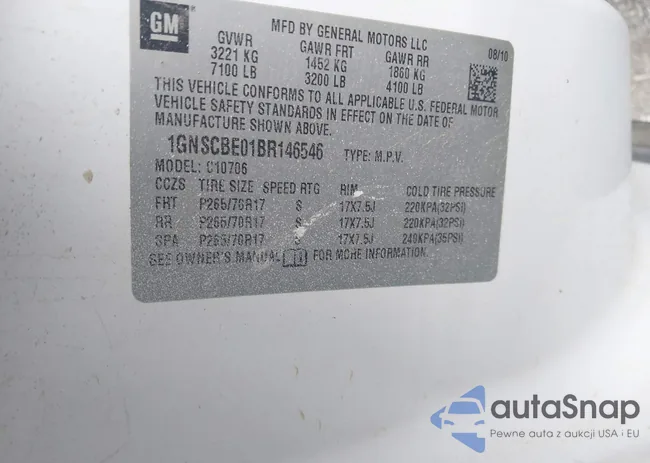 GM
MFD BY GENERAL MOTORS LLC
08/10
GVWR GAWR FRT GAWR RR
3221 KG 1452 KG 1860 KG
7100 LB 3200 LB 4100 LB
THIS VEHICLE CONFORMS TO ALL APPLICABLE U.S. FEDERAL MOTOR
VEHICLE SAFETY STANDARDS IN EFFECT ON THE DATE OF
MANUFACTURE SHOWN ABOVE.
1GNSCBE01BR146546 TYPE: M.P.V.
MODEL: C10706
CCZS TIRE SIZE SPEED RTG RIM COLD TIRE PRESSURE
FRT P265/70R17 S 17X7.5J 220KPA(32PSI)
RR P265/70R17 S 17X7.5J 220KPA(32PSI)
SPA P265/70R17 S 17X7.5J 240KPA(35PSI)
SEE OWNER'S MANUAL FOR MORE INFORMATION
autaSnap
Pewne auta z aukcji USA i EU